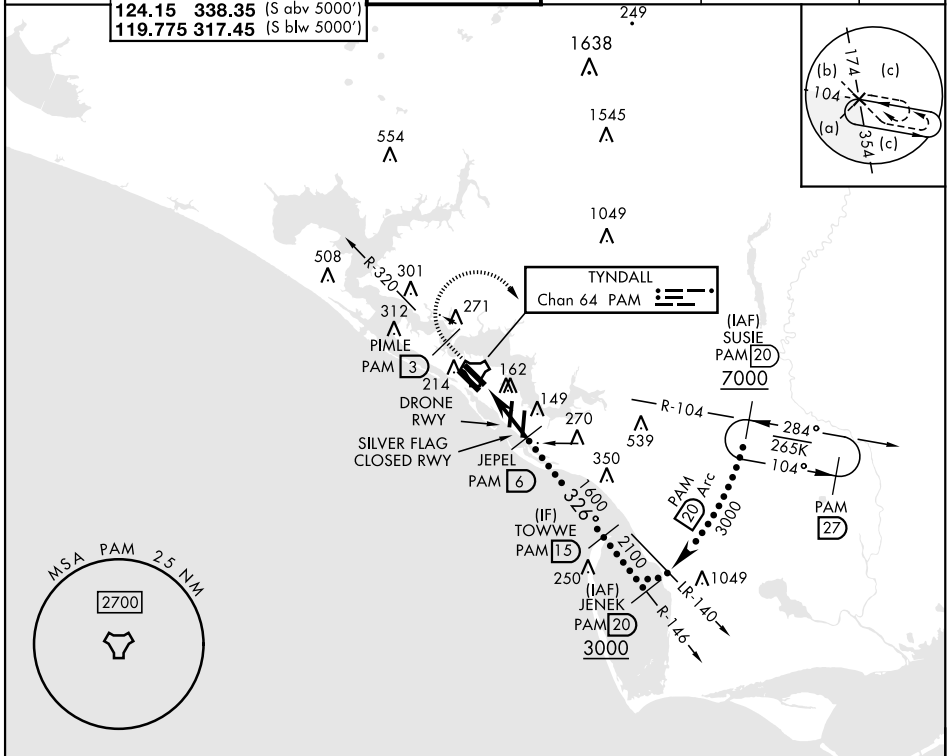 124.15 338.35 (S abv 5000')
119.775 317.45 (S blw 5000')
249
1638
1545
554
1049
508
R-320
301
312
271
TYNDALL
Chan 64 PAM
PIMLE
PAM 3
214
162
149
DRONE
RWY
SILVER FLAG
CLOSED RWY
270
539
350
JEPEL
PAM 6
(IAF)
SUSIE
PAM 20
7000
R-104
284°
265K
104°
PAM
27
PAM
20 Arc
3000
1600
326°
(IF)
TOWWE
PAM 15
2100
250
1049
(IAF)
JENEK
PAM 20
3000
LR-140
R-146
MSA PAM 25 NM
2700
174
(b)
(c)
104
(a)
(c)
354